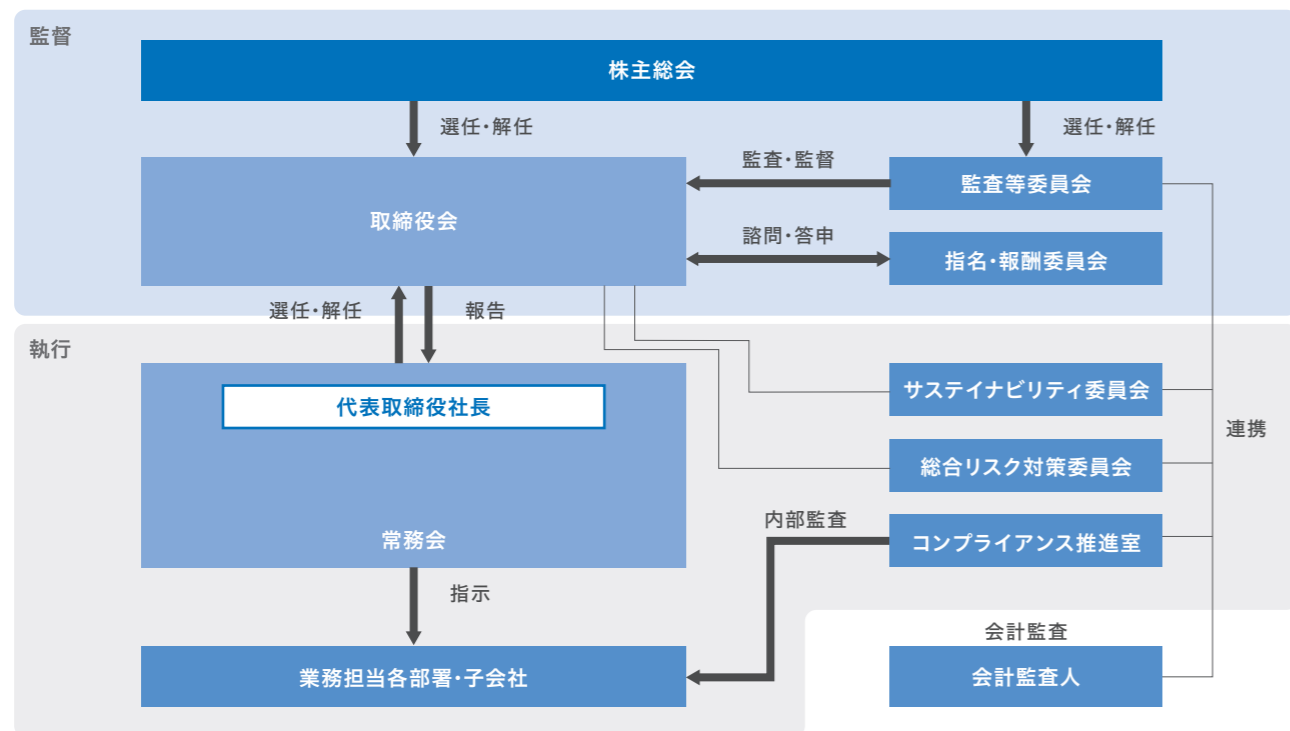 監督
株主総会
選任・解任
選任・解任
監査・監督
監査等委員会
取締役会
諮問・答申
指名・報酬委員会
選任・解任
報告
執行
代表取締役社長
サステイナビリティ委員会
連携
総合リスク対策委員会
内部監査
常務会
コンプライアンス推進室
指示
会計監査
業務担当各部署・子会社
会計監査人